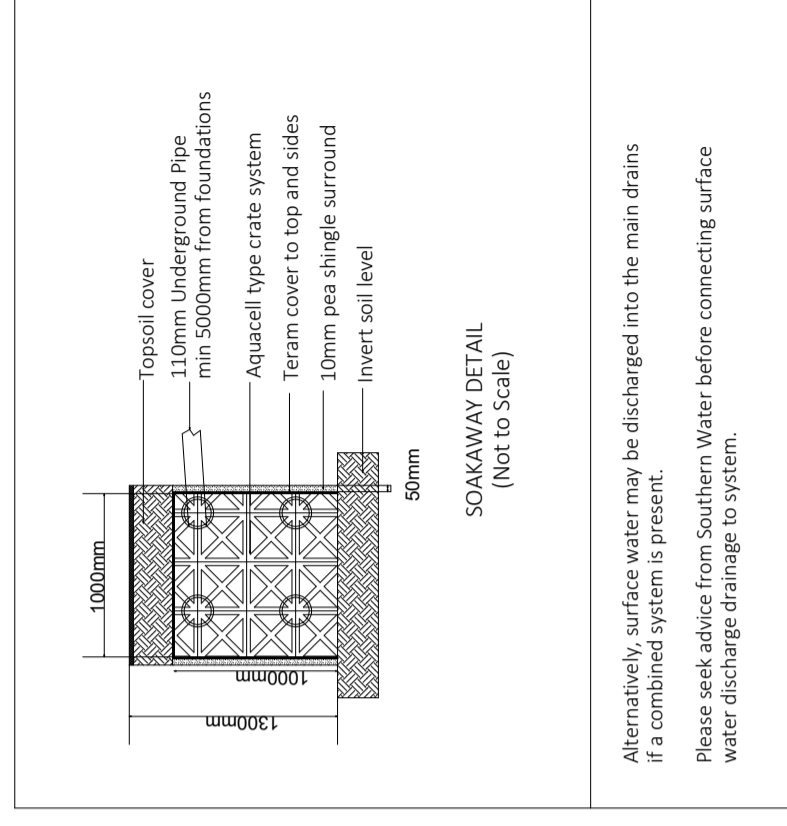 1000mm
1300mm
1000mm
50mm
Topsoil cover
110mm Underground Pipe
min 5000mm from foundations
Aquacell type crate system
Teram cover to top and sides
10mm pea shingle surround
Invert soil level
SOAKAWAY DETAIL
(Not to Scale)
Alternatively, surface water may be discharged into the main drains
if a combined system is present.
Please seek advice from Southern Water before connecting surface
water discharge drainage to system.